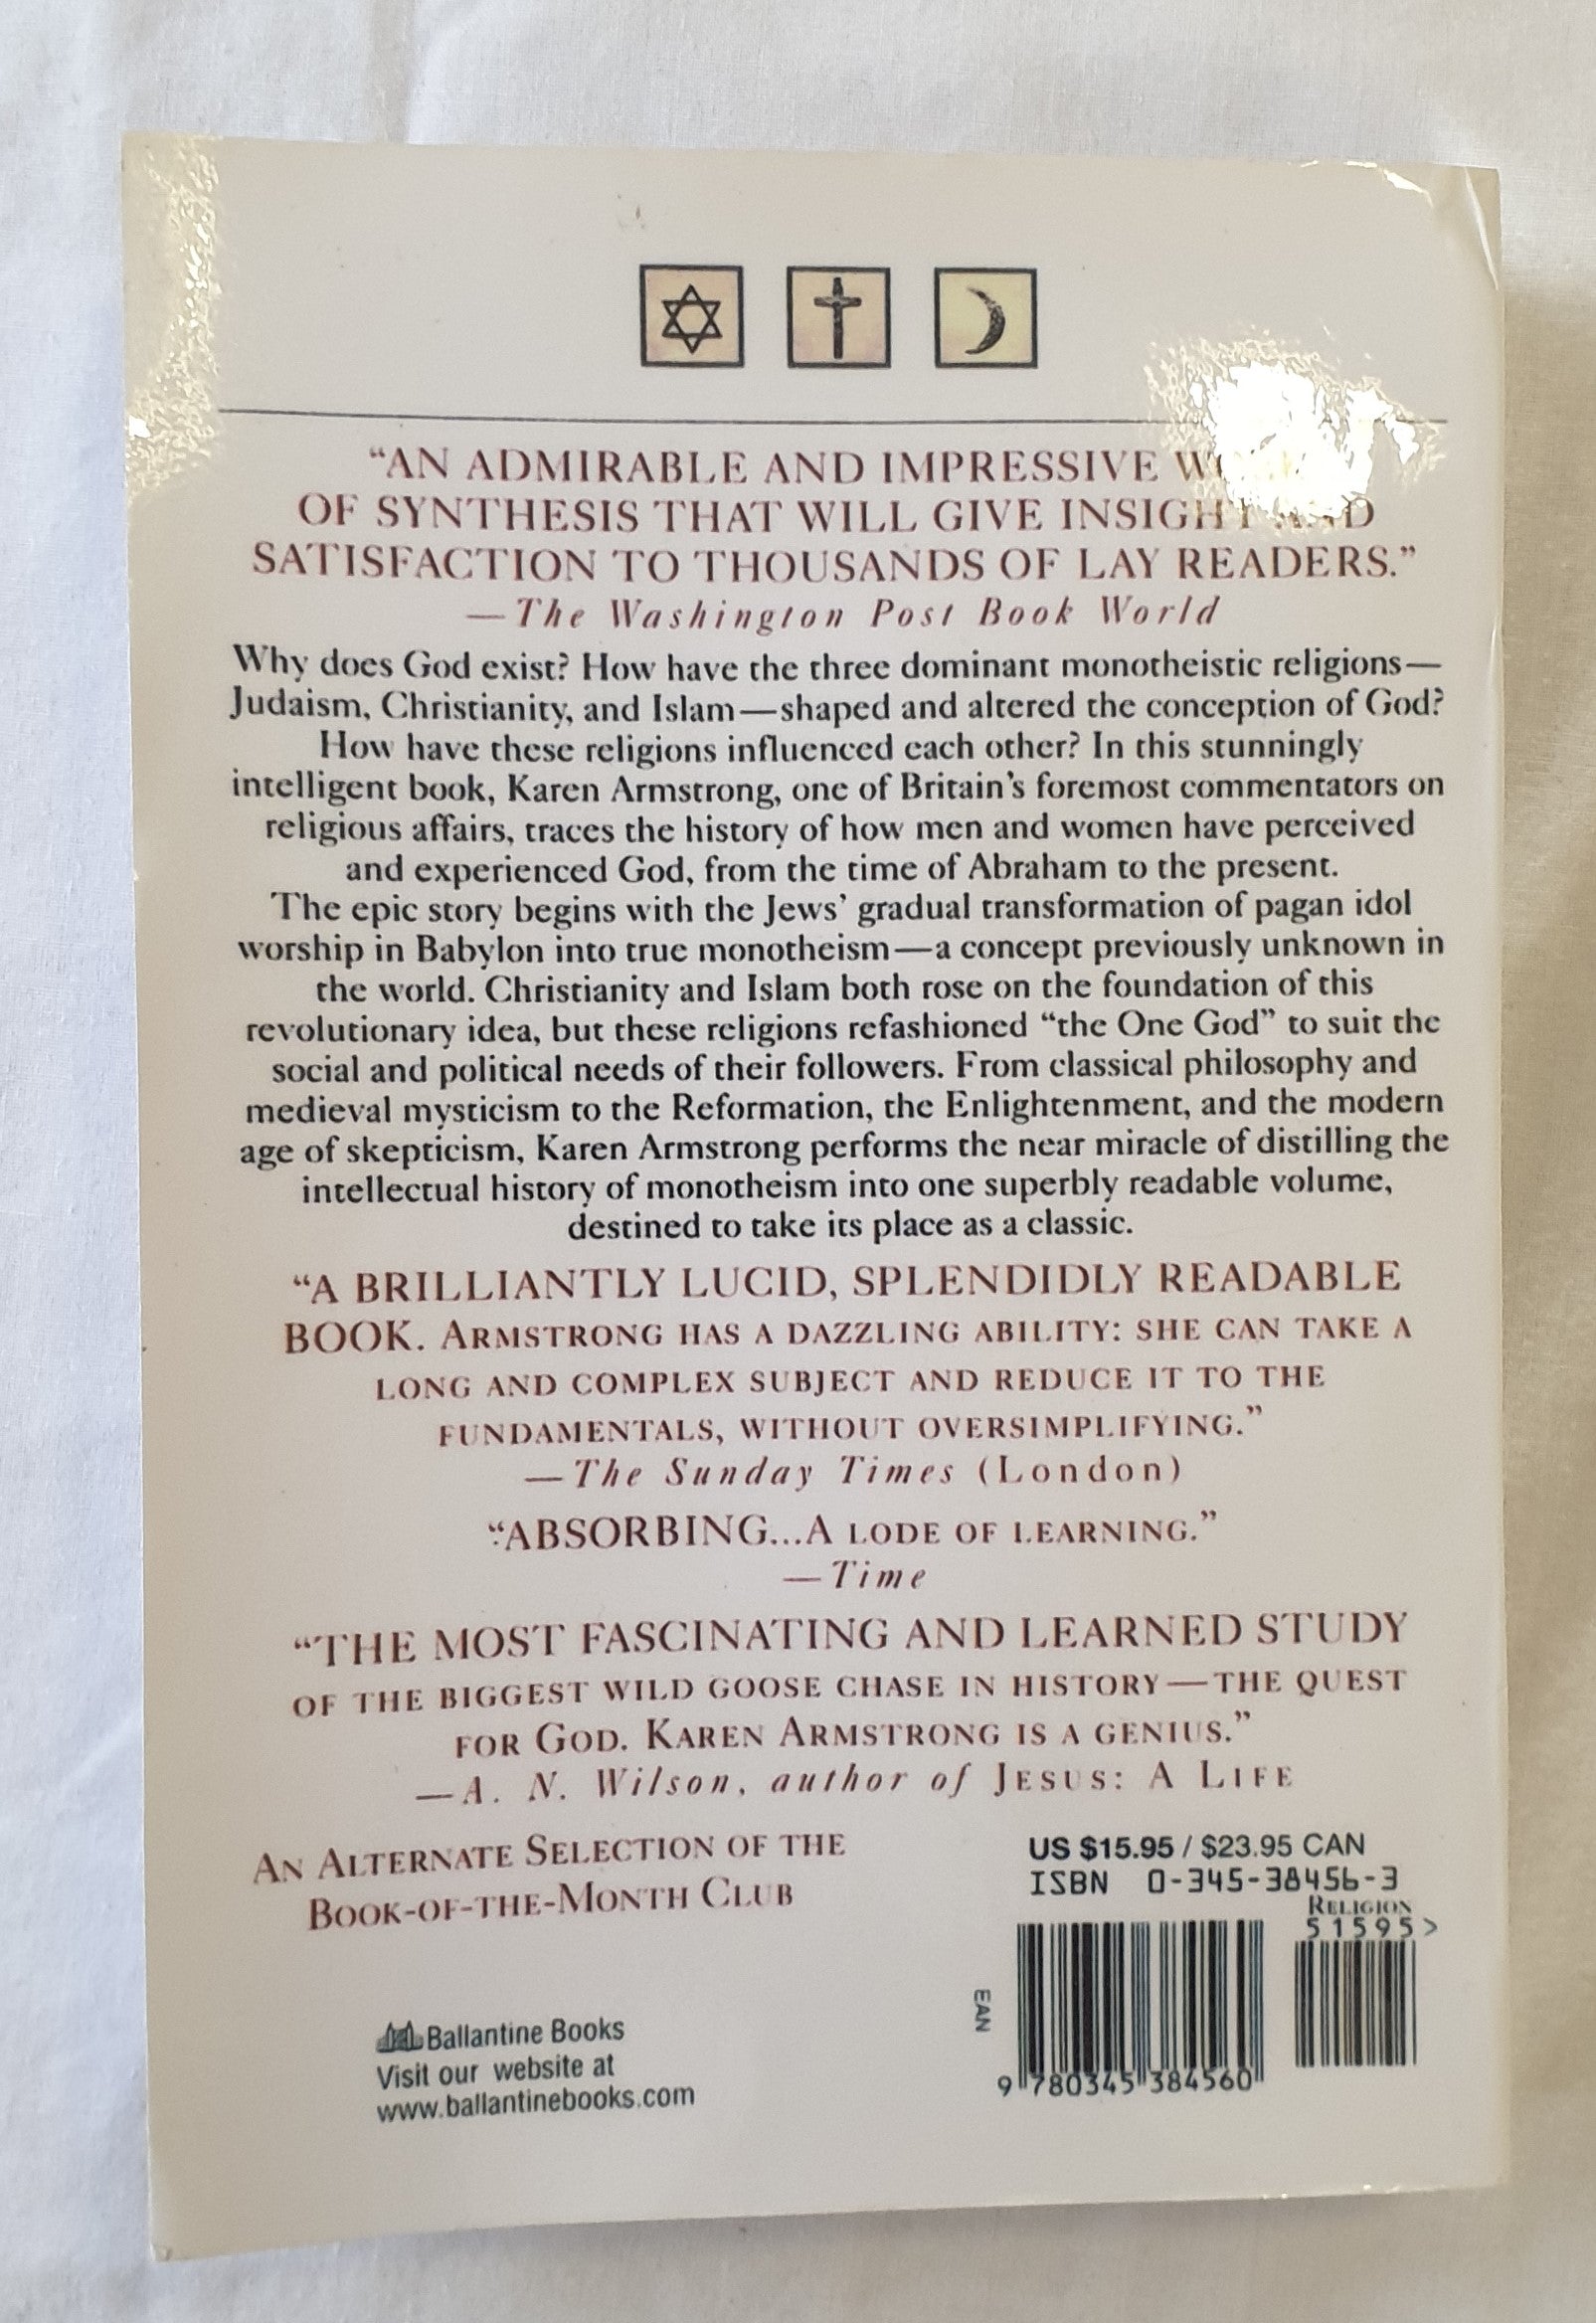 “AN ADMIRABLE AND IMPRESSIVE
OF SYNTHESIS THAT WILL GIVE INSIGHT AND
SATISFACTION TO THOUSANDS OF LAY READERS.”
—The Washington Post Book World
Why does God exist? How have the three dominant monotheistic religions—
Judaism, Christianity, and Islam—shaped and altered the conception of God?
How have these religions influenced each other? In this stunningly
intelligent book, Karen Armstrong, one of Britain's foremost commentators on
religious affairs, traces the history of how men and women have perceived
and experienced God, from the time of Abraham to the present.
The epic story begins with the Jews’ gradual transformation of pagan idol
worship in Babylon into true monotheism—a concept previously unknown in
the world. Christianity and Islam both rose on the foundation of this
revolutionary idea, but these religions refashioned “the One God” to suit the
social and political needs of their followers. From classical philosophy and
medieval mysticism to the Reformation, the Enlightenment, and the modern
age of skepticism, Karen Armstrong performs the near miracle of distilling the
intellectual history of monotheism into one superbly readable volume,
destined to take its place as a classic.
“A BRILLIANTLY LUCID, SPLENDIDLY READABLE
BOOK. ARMSTRONG HAS A DAZZLING ABILITY: SHE CAN TAKE A
LONG AND COMPLEX SUBJECT AND REDUCE IT TO THE
FUNDAMENTALS, WITHOUT OVERSIMPLIFYING.”
—The Sunday Times (London)
“ABSORBING...A LODE OF LEARNING.”
—Time
“THE MOST FASCINATING AND LEARNED STUDY
OF THE BIGGEST WILD GOOSE CHASE IN HISTORY—THE QUEST
FOR GOD. KAREN ARMSTRONG IS A GENIUS.”
—A. N. Wilson, author of JESUS: A LIFE
AN ALTERNATE SELECTION OF THE
BOOK-OF-THE-MONTH CLUB
Ballantine Books
Visit our website at
www.ballantinebooks.com
US $15.95 / $23.95 CAN
ISBN 0-345-38456-3
RELIGION
51595>
EAN
9 780345 384560